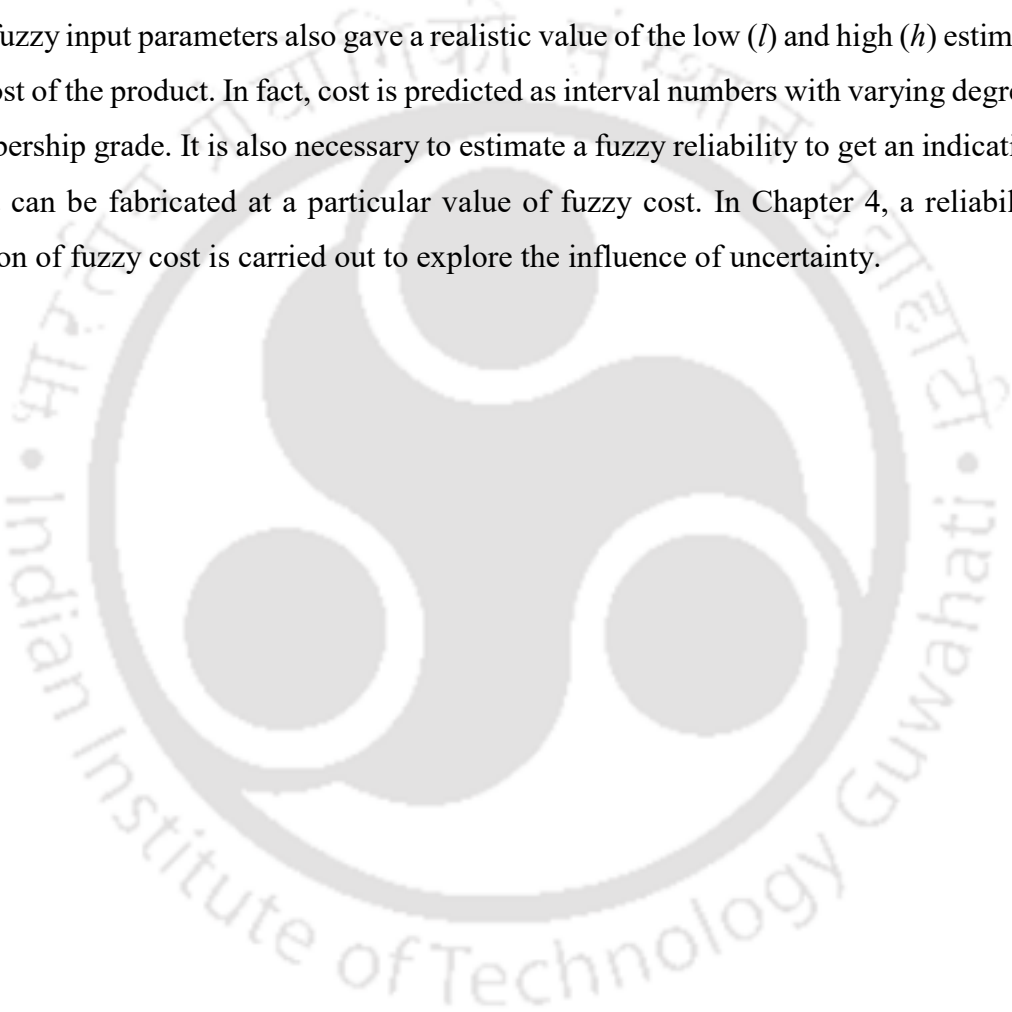 fuzzy input parameters also gave a realistic value of the low (l) and high (h) estim
ost of the product. In fact, cost is predicted as interval numbers with varying degre
bership grade. It is also necessary to estimate a fuzzy reliability to get an indicati
can be fabricated at a particular value of fuzzy cost. In Chapter 4, a reliabil
on of fuzzy cost is carried out to explore the influence of uncertainty.
Indian Institute of Technology Guwahati